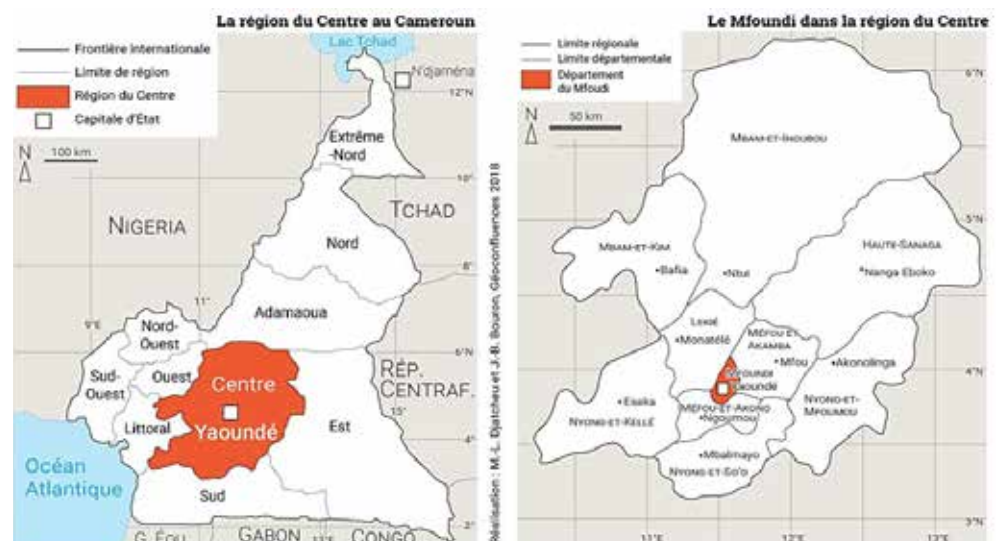 La région du Centre au Cameroun
Frontière internationale
Limite de région
Région du Centre
Capitale d'État
N
100 km
Lac Tchad
N'djaména
12°N
Extrême
-Nord
10°
NIGERIA
TCHAD
Nord
8°
11°
Adamaoua
9°E
Nord-
Ouest
6°N
RÉP.
CENTRAF.
Sud-
Ouest
Ouest
Centre
15°
Littoral
Yaoundé
Est
4°
Océan
Atlantique
Sud
2°
G. ÉQU.
GABON
13°E
CONGO
Réalisation : M.-L. Djatcheu et J.-B. Bouron, Géoconfluences 2018
Le Mfoundi dans la région du Centre
Limite régionale
Limite départementale
Département
du Mfoudi
N
50 km
6°N
MBAM-ET-INOUBOU
5°N
MBAM-ET-KIM
HAUTE-SANAGA
Bafia
Ntui
Nanga Eboko
LEKIÉ
Monatélé
MÉFOU ET
AKAMBA
Mfou
Akonolinga
4°N
MFOUNDI
Yaoundé
Eséka
NYONG-ET-KELLÉ
MÉFOU-ET-AKONO
Ngoumou
NYONG-ET-
MFOUMOU
Mbalmayo
NYONG-ET-SO'O
3°N
11°E
12°E
13°E